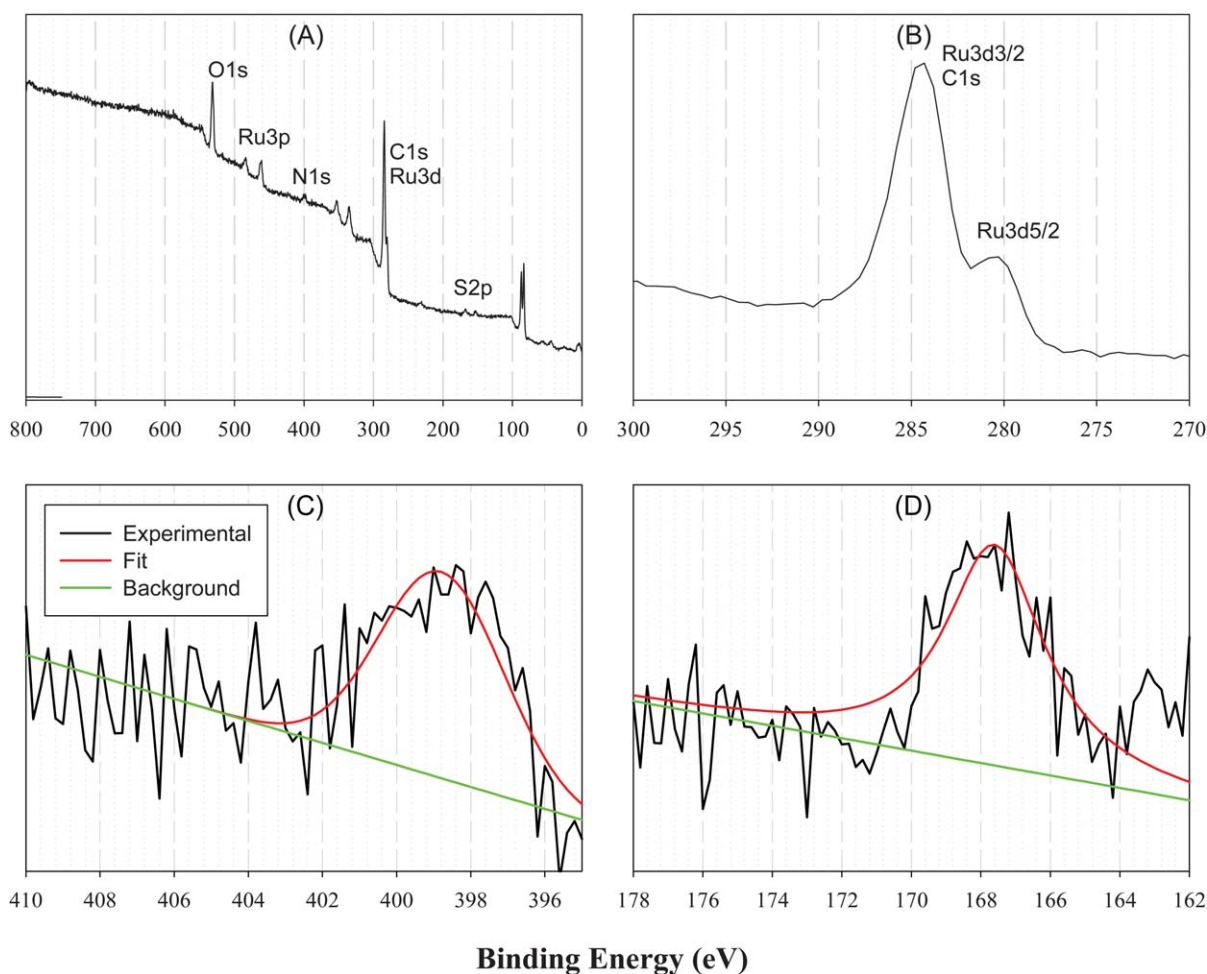 (A)
O1s
Ru3p
N1s
C1s
Ru3d
S2p
800 700 600 500 400 300 200 100 0
(B)
Ru3d3/2
C1s
Ru3d5/2
300 295 290 285 280 275 270
(C)
Experimental
Fit
Background
410 408 406 404 402 400 398 396
(D)
178 176 174 172 170 168 166 164 162
Binding Energy (eV)